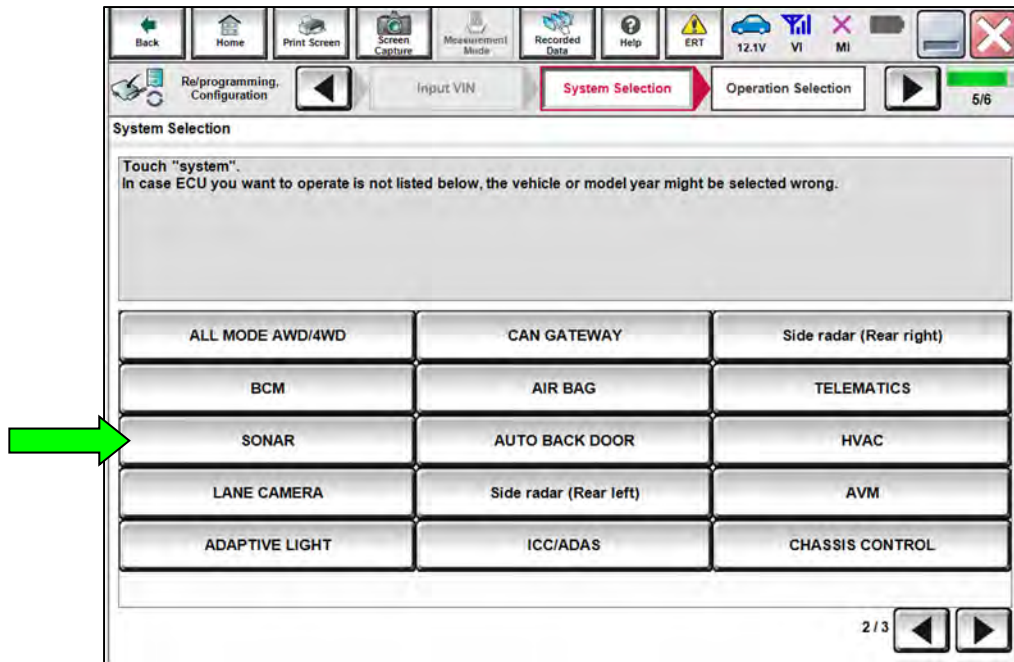 Back
Home
Print Screen
Screen
Capture
Measurement
Mode
Recorded
Data
Help
ERT
12.1V
VI
MI
Re/programming,
Configuration
Input VIN
System Selection
Operation Selection
5/6
System Selection
Touch "system".
In case ECU you want to operate is not listed below, the vehicle or model year might be selected wrong.
ALL MODE AWD/4WD
CAN GATEWAY
Side radar (Rear right)
BCM
AIR BAG
TELEMATICS
SONAR
AUTO BACK DOOR
HVAC
LANE CAMERA
Side radar (Rear left)
AVM
ADAPTIVE LIGHT
ICC/ADAS
CHASSIS CONTROL
2/3